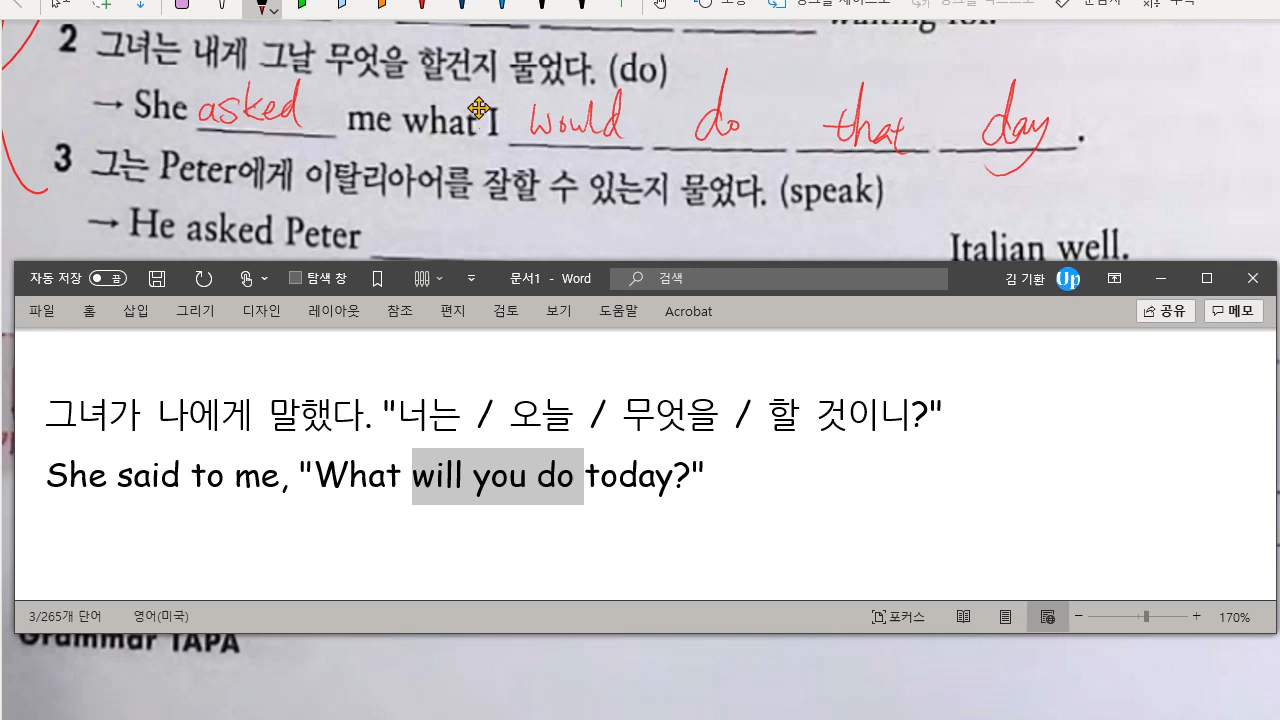 waiting for.
2 그녀는 내게 그날 무엇을 할건지 물었다. (do)
→ She asked me what I would do that day.
3 그는 Peter에게 이탈리아어를 잘할 수 있는지 물었다. (speak)
→ He asked Peter Italian well.
자동 저장 끔 탐색 창 문서1 - Word 검색 김 기환 Up
파일 홈 삽입 그리기 디자인 레이아웃 참조 편지 검토 보기 도움말 Acrobat 공유 메모
그녀가 나에게 말했다. "너는 / 오늘 / 무엇을 / 할 것이니?"
She said to me, "What will you do today?"
3/265개 단어 영어(미국) 포커스 170%
Grammar TAPA